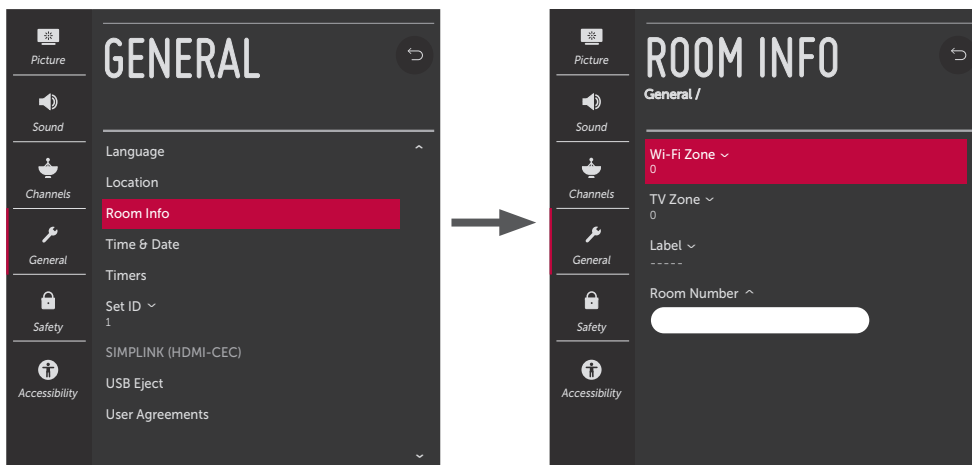 Picture
Sound
Channels
General
Safety
Accessibility
GENERAL
Language
Location
Room Info
Time & Date
Timers
Set ID
1
SIMPLINK (HDMI-CEC)
USB Eject
User Agreements
Picture
Sound
Channels
General
Safety
Accessibility
ROOM INFO
General /
Wi-Fi Zone
0
TV Zone
0
Label
-----
Room Number